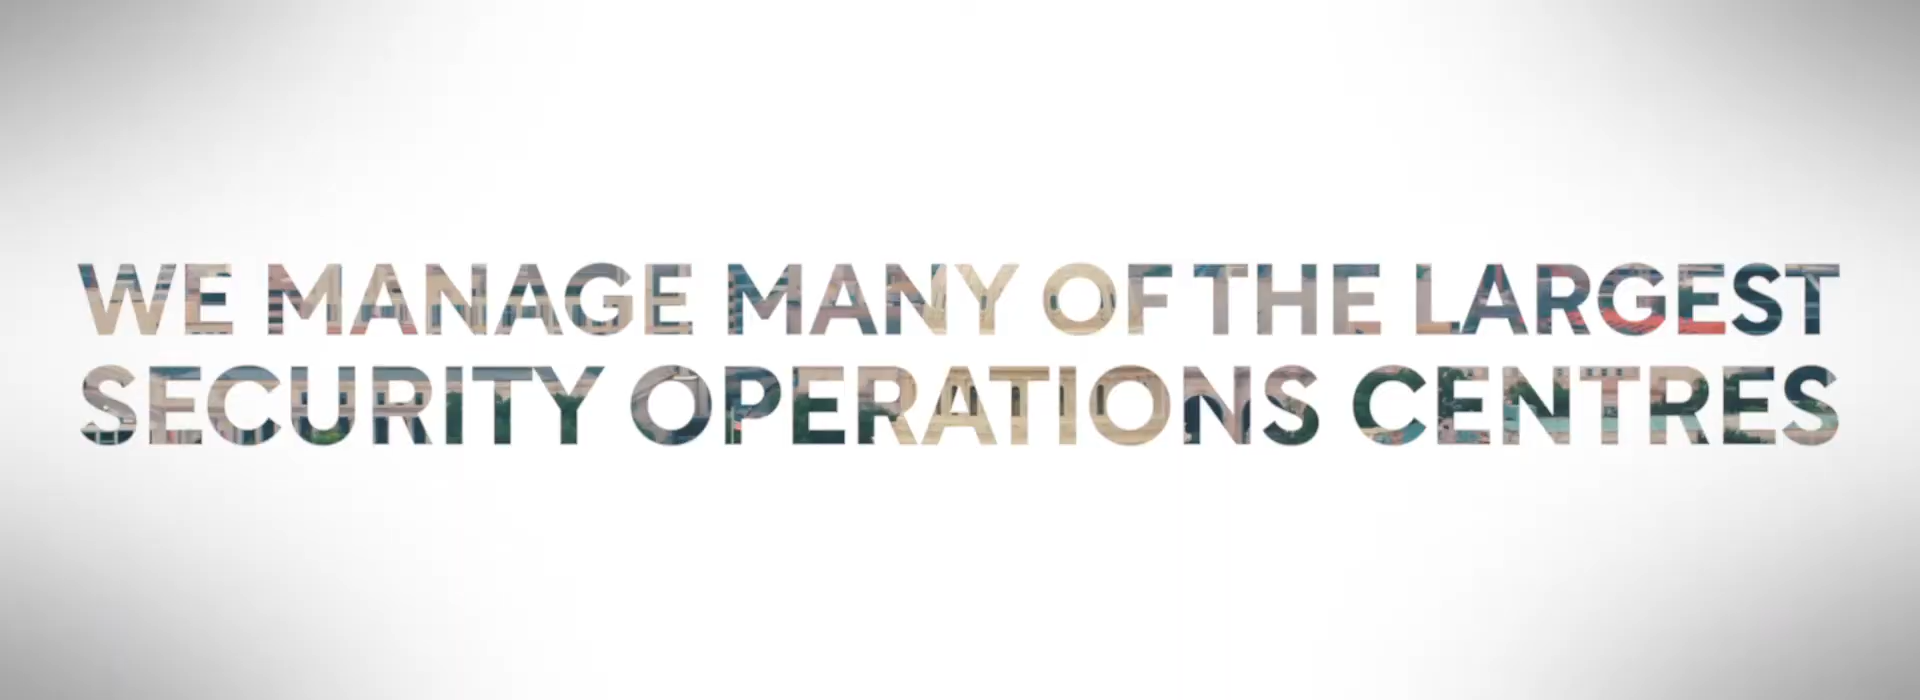 WE MANAGE MANY OF THE LARGEST
SECURITY OPERATIONS CENTRES